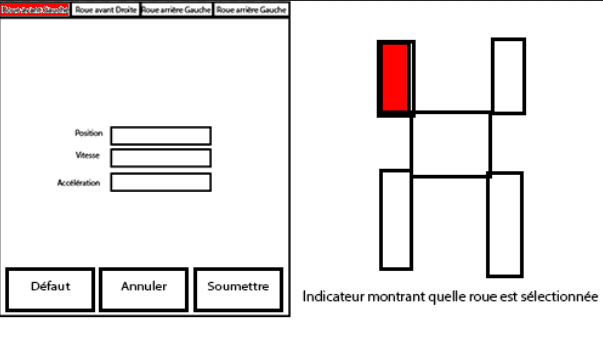 Roue avant Gauche Roue avant Droite Roue arrière Gauche Roue arrière Gauche
Position
Vitesse
Accélération
Défaut Annuler Soumettre
Indicateur montrant quelle roue est sélectionnée